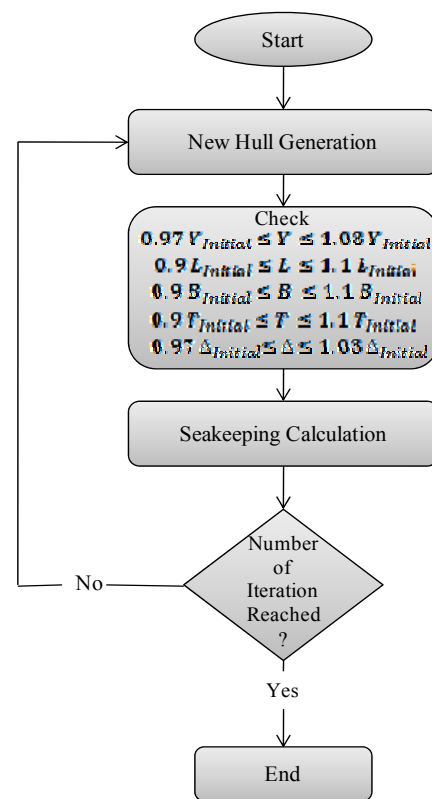 Start
New Hull Generation
Check
0.97 Y_Initial ≤ Y ≤ 1.03 Y_Initial
0.9 L_Initial ≤ L ≤ 1.1 L_Initial
0.9 B_Initial ≤ B ≤ 1.1 B_Initial
0.9 T_Initial ≤ T ≤ 1.1 T_Initial
0.97 Δ_Initial ≤ Δ ≤ 1.03 Δ_Initial
Seakeeping Calculation
Number
of
Iteration
Reached
?
No
Yes
End